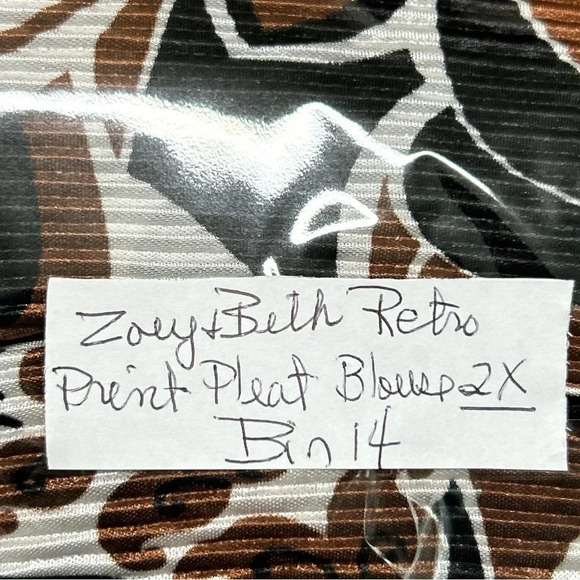 Zoey+Beth Retro
Print Pleat Blouse 2X
Bin 14